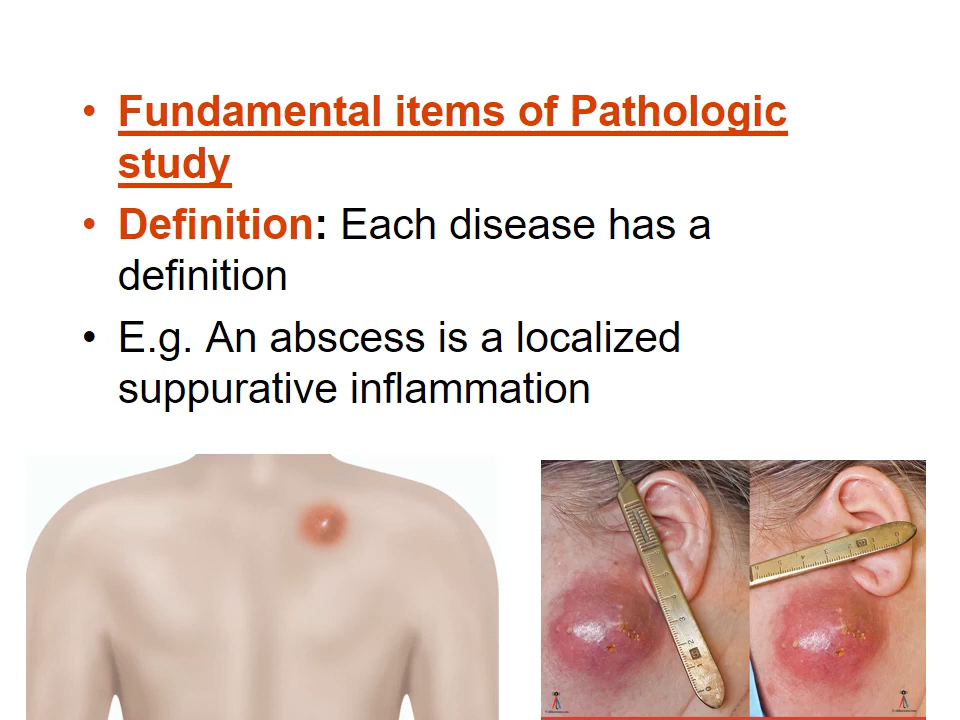 • Fundamental items of Pathologic
study
• Definition: Each disease has a
definition
• E.g. An abscess is a localized
suppurative inflammation